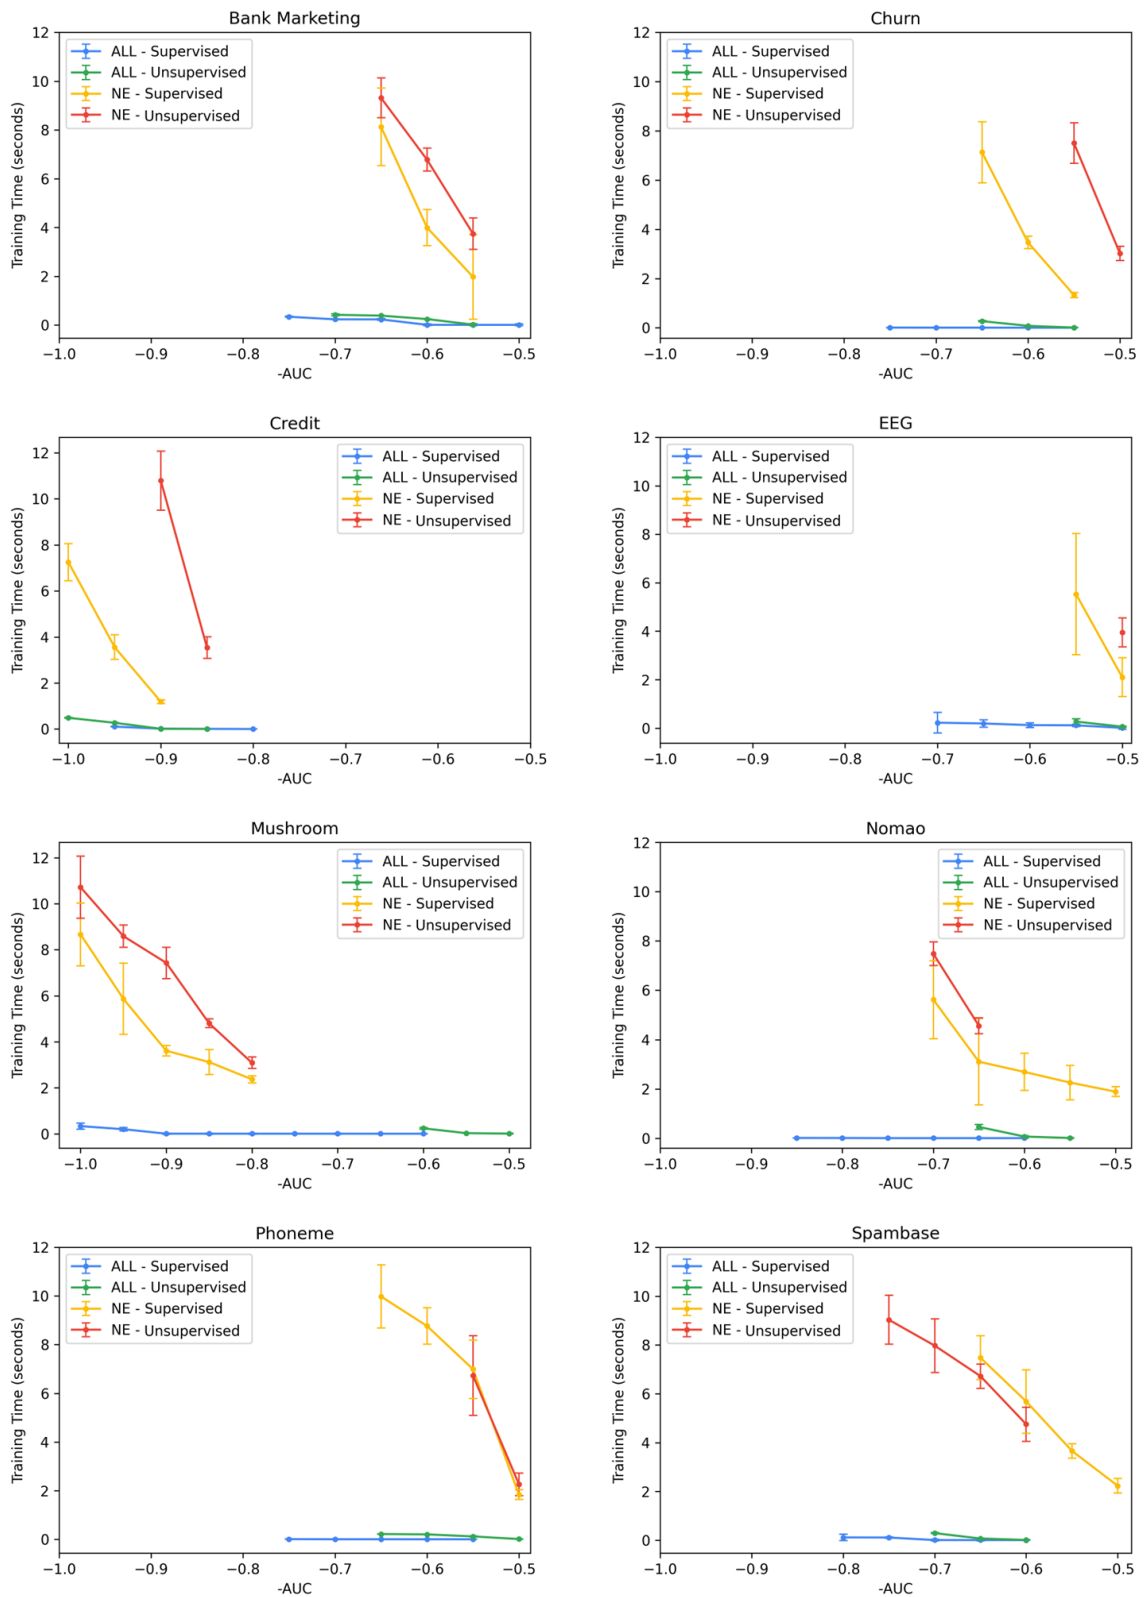 Bank Marketing
12
10
8
6
4
2
0
Training Time (seconds)
ALL - Supervised
ALL - Unsupervised
NE - Supervised
NE - Unsupervised
−1.0 −0.9 −0.8 −0.7 −0.6 −0.5
-AUC
Churn
12
10
8
6
4
2
0
Training Time (seconds)
ALL - Supervised
ALL - Unsupervised
NE - Supervised
NE - Unsupervised
−1.0 −0.9 −0.8 −0.7 −0.6 −0.5
-AUC
Credit
12
10
8
6
4
2
0
Training Time (seconds)
ALL - Supervised
ALL - Unsupervised
NE - Supervised
NE - Unsupervised
−1.0 −0.9 −0.8 −0.7 −0.6 −0.5
-AUC
EEG
12
10
8
6
4
2
0
Training Time (seconds)
ALL - Supervised
ALL - Unsupervised
NE - Supervised
NE - Unsupervised
−1.0 −0.9 −0.8 −0.7 −0.6 −0.5
-AUC
Mushroom
12
10
8
6
4
2
0
Training Time (seconds)
ALL - Supervised
ALL - Unsupervised
NE - Supervised
NE - Unsupervised
−1.0 −0.9 −0.8 −0.7 −0.6 −0.5
-AUC
Nomao
12
10
8
6
4
2
0
Training Time (seconds)
ALL - Supervised
ALL - Unsupervised
NE - Supervised
NE - Unsupervised
−1.0 −0.9 −0.8 −0.7 −0.6 −0.5
-AUC
Phoneme
12
10
8
6
4
2
0
Training Time (seconds)
ALL - Supervised
ALL - Unsupervised
NE - Supervised
NE - Unsupervised
−1.0 −0.9 −0.8 −0.7 −0.6 −0.5
-AUC
Spambase
12
10
8
6
4
2
0
Training Time (seconds)
ALL - Supervised
ALL - Unsupervised
NE - Supervised
NE - Unsupervised
−1.0 −0.9 −0.8 −0.7 −0.6 −0.5
-AUC